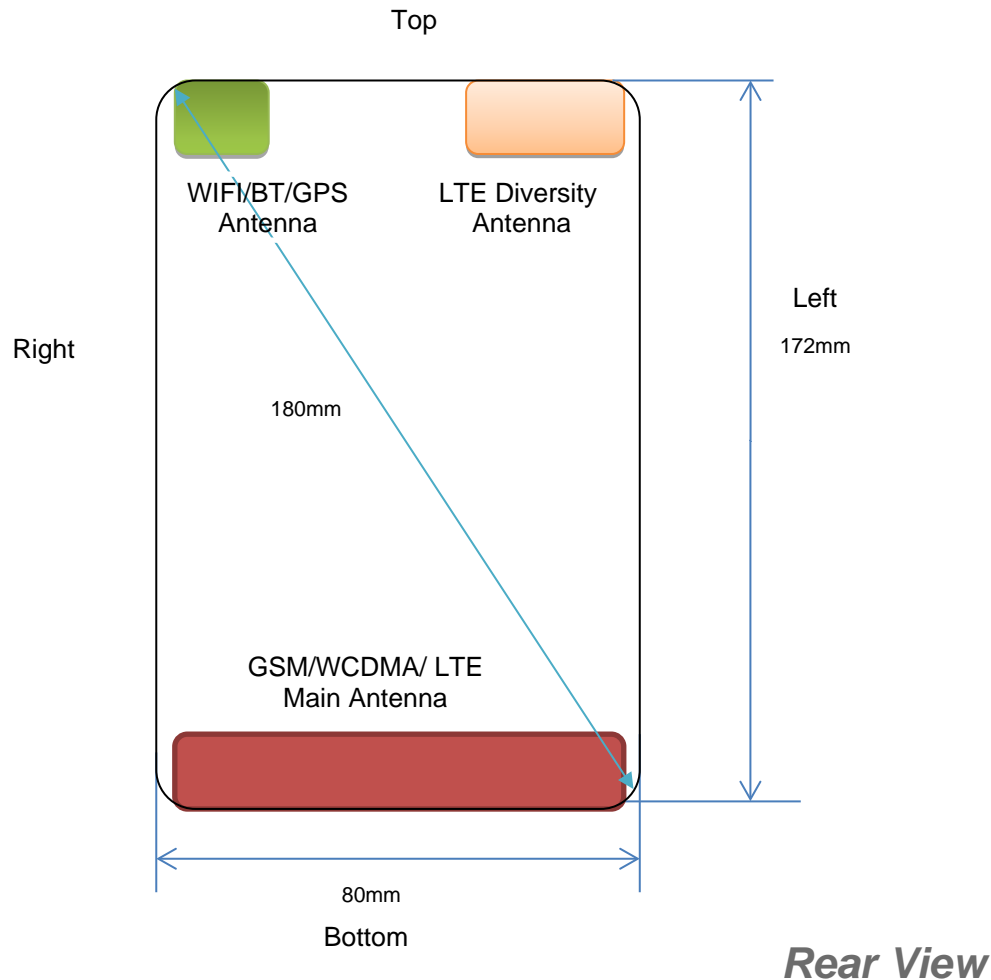 Top
WIFI/BT/GPS
Antenna
LTE Diversity
Antenna
Left
172mm
Right
180mm
GSM/WCDMA/ LTE
Main Antenna
80mm
Bottom
Rear View